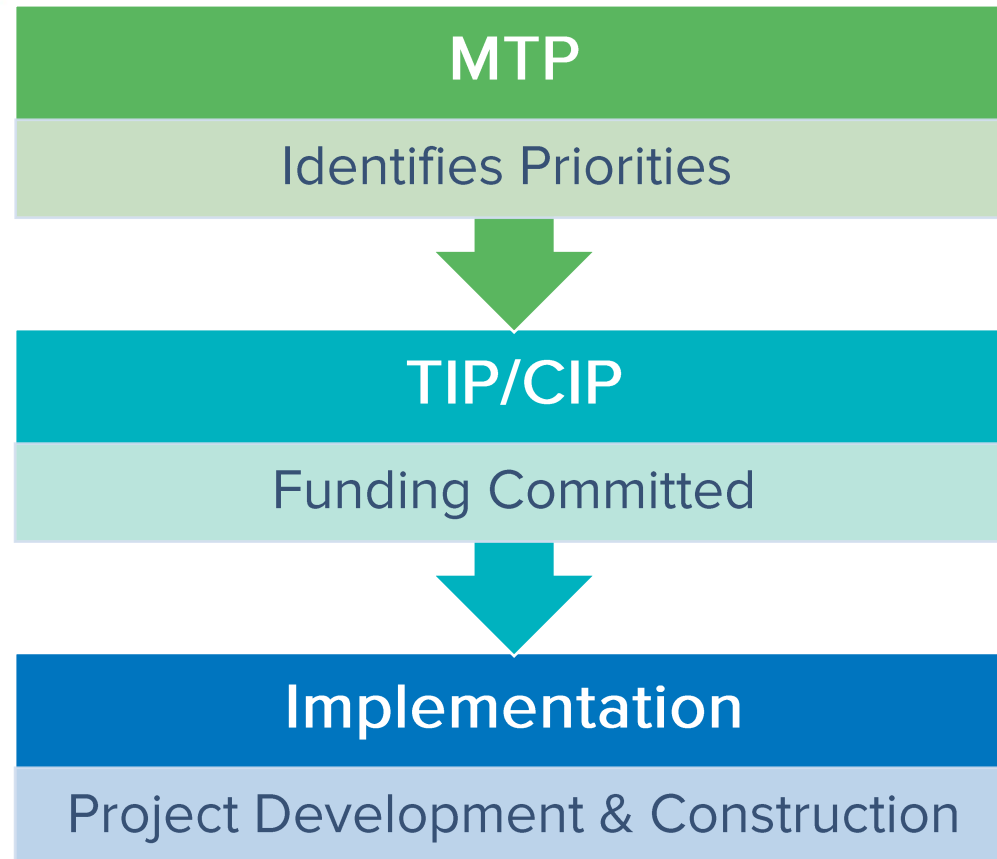 MTP
Identifies Priorities
TIP/CIP
Funding Committed
Implementation
Project Development & Construction